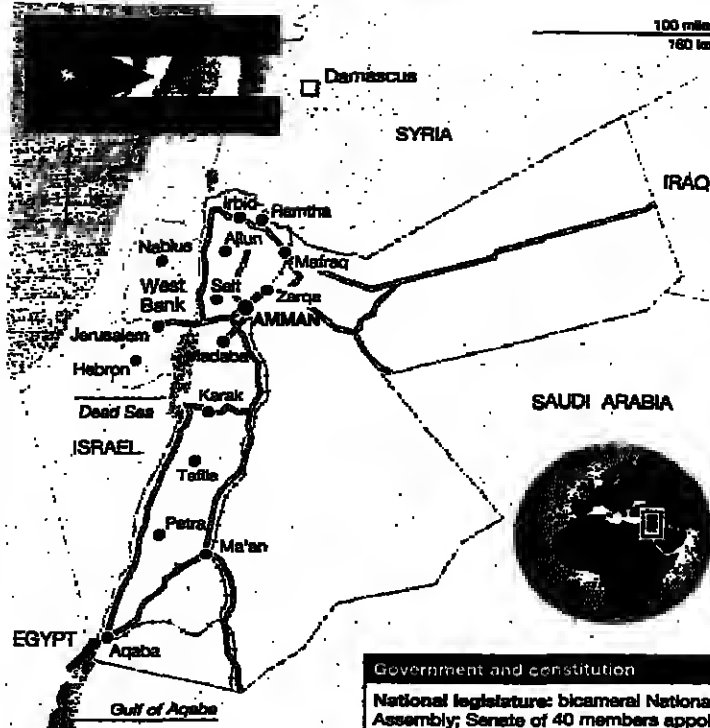 100 miles
160 km
Damascus
SYRIA
IRAQ
Irbid
Ramtha
Nablus
Ajlun
Mafraq
West
Bank
Salt
Zarqa
AMMAN
Jerusalem
Madaba
Hebron
Karak
Dead Sea
SAUDI ARABIA
ISRAEL
Tafila
Petra
Ma'an
EGYPT
Aqaba
Gulf of Aqaba
Government and constitution
National legislature: bicameral National
Assembly; Senate of 40 members